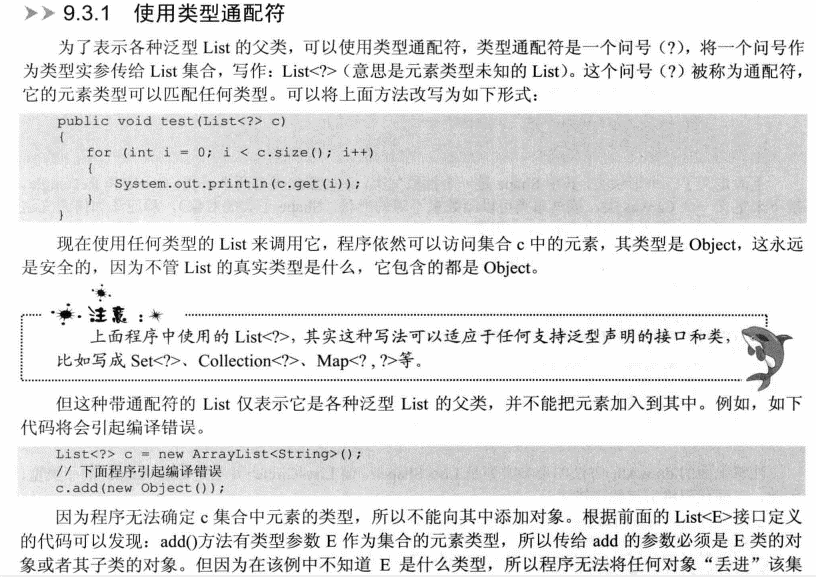 >> 9.3.1 使用类型通配符
为了表示各种泛型 List 的父类，可以使用类型通配符，类型通配符是一个问号（?），将一个问号作
为类型实参传给 List 集合，写作：List<?>（意思是元素类型未知的 List）。这个问号（?）被称为通配符，
它的元素类型可以匹配任何类型。可以将上面方法改写为如下形式：
public void test(List<?> c)
{
for (int i = 0; i < c.size(); i++)
{
System.out.println(c.get(i));
}
}
现在使用任何类型的 List 来调用它，程序依然可以访问集合 c 中的元素，其类型是 Object，这永远
是安全的，因为不管 List 的真实类型是什么，它包含的都是 Object。
注意：
上面程序中使用的 List<?>，其实这种写法可以适应于任何支持泛型声明的接口和类，
比如写成 Set<?>、Collection<?>、Map<?,?>等。
但这种带通配符的 List 仅表示它是各种泛型 List 的父类，并不能把元素加入到其中。例如，如下
代码将会引起编译错误。
List<?> c = new ArrayList<String>();
// 下面程序引起编译错误
c.add(new Object());
因为程序无法确定 c 集合中元素的类型，所以不能向其中添加对象。根据前面的 List<E>接口定义
的代码可以发现：add()方法有类型参数 E 作为集合的元素类型，所以传给 add 的参数必须是 E 类的对
象或者其子类的对象。但因为在该例中不知道 E 是什么类型，所以程序无法将任何对象“丢进”该集